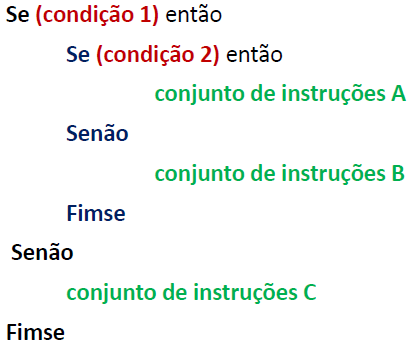 Se (condição 1) então
Se (condição 2) então
conjunto de instruções A
Senão
conjunto de instruções B
Fimse
Senão
conjunto de instruções C
Fimse